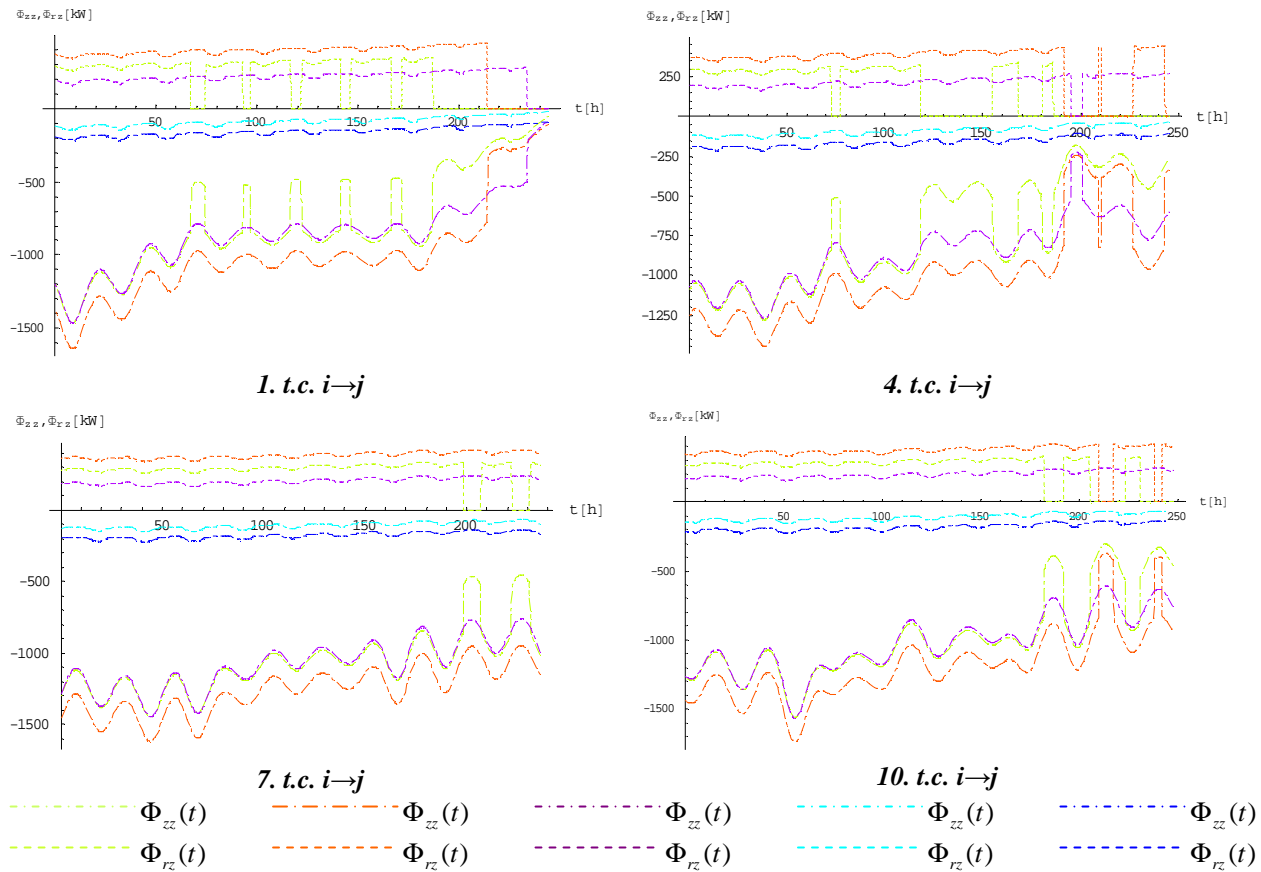 Φzz,Φrz[kW]
Φzz,Φrz[kW]
250
t[h]
t[h]
50
100
150
200
50
100
150
200
250
-250
-500
-500
-750
-1000
-1000
-1250
-1500
1. t.c. i→j
4. t.c. i→j
Φzz,Φrz[kW]
Φzz,Φrz[kW]
t[h]
t[h]
50
100
150
200
50
100
150
200
250
-500
-500
-1000
-1000
-1500
-1500
7. t.c. i→j
10. t.c. i→j
Φzz(t) Φzz(t) Φzz(t) Φzz(t) Φzz(t)
Φrz(t) Φrz(t) Φrz(t) Φrz(t) Φrz(t)